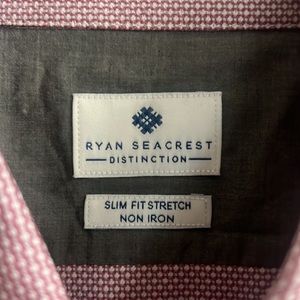 RYAN SEACREST
DISTINCTION
SLIM FIT STRETCH
NON IRON